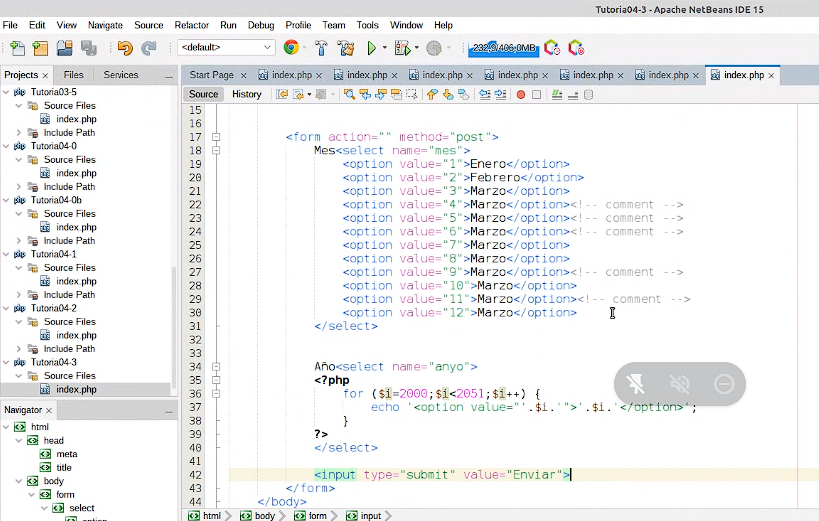 Tutoria04-3 - Apache NetBeans IDE 15
File Edit View Navigate Source Refactor Run Debug Profile Team Tools Window Help
<default> 232,9/406,0MB
Projects Files Services
Start Page index.php index.php index.php index.php index.php index.php index.php
Source History
Tutoria03-5
Source Files
index.php
Include Path
Tutoria04-0
Source Files
index.php
Include Path
Tutoria04-0b
Source Files
index.php
Include Path
Tutoria04-1
Source Files
index.php
Include Path
Tutoria04-2
Source Files
index.php
Include Path
Tutoria04-3
Source Files
index.php
Navigator
html
head
meta
title
body
form
select
15
16
17 <form action="" method="post">
18 Mes<select name="mes">
19 <option value="1">Enero</option>
20 <option value="2">Febrero</option>
21 <option value="3">Marzo</option>
22 <option value="4">Marzo</option><!-- comment -->
23 <option value="5">Marzo</option><!-- comment -->
24 <option value="6">Marzo</option><!-- comment -->
25 <option value="7">Marzo</option>
26 <option value="8">Marzo</option>
27 <option value="9">Marzo</option><!-- comment -->
28 <option value="10">Marzo</option>
29 <option value="11">Marzo</option><!-- comment -->
30 <option value="12">Marzo</option>
31 </select>
32
33
34 Año<select name="anyo">
35 <?php
36 for ($i=2000;$i<2051;$i++) {
37 echo '<option value="'.$i.'">'.$i.'</option>';
38 }
39 ?>
40 </select>
41
42 <input type="submit" value="Enviar">
43 </form>
44 </body>
html body form input